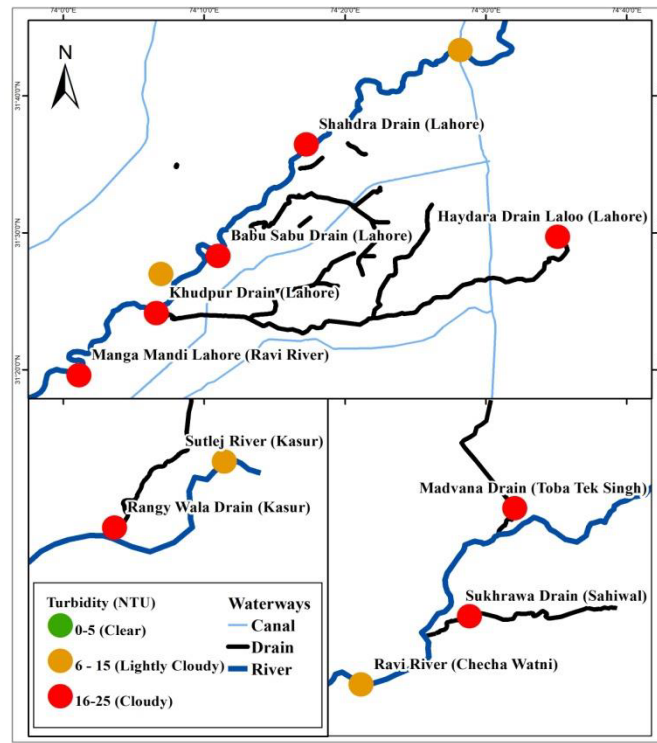 74°0'0"E 74°10'0"E 74°20'0"E 74°30'0"E 74°40'0"E
N
31°40'0"N
Shahdra Drain (Lahore)
Haydara Drain Laloo (Lahore)
31°30'0"N
Babu Sabu Drain (Lahore)
Khudpur Drain (Lahore)
Manga Mandi Lahore (Ravi River)
31°20'0"N
Sutlej River (Kasur)
Rangy Wala Drain (Kasur)
Madvana Drain (Toba Tek Singh)
Sukhrawa Drain (Sahiwal)
Ravi River (Checha Watni)
Turbidity (NTU)
0-5 (Clear)
6 - 15 (Lightly Cloudy)
16-25 (Cloudy)
Waterways
Canal
Drain
River